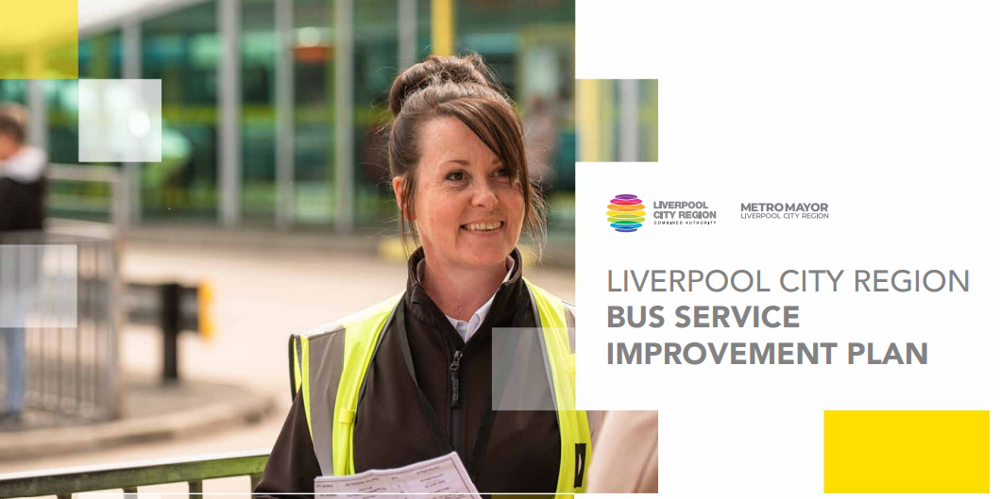 LIVERPOOL
CITY REGION
COMBINED AUTHORITY
METRO MAYOR
LIVERPOOL CITY REGION
LIVERPOOL CITY REGION
BUS SERVICE
IMPROVEMENT PLAN